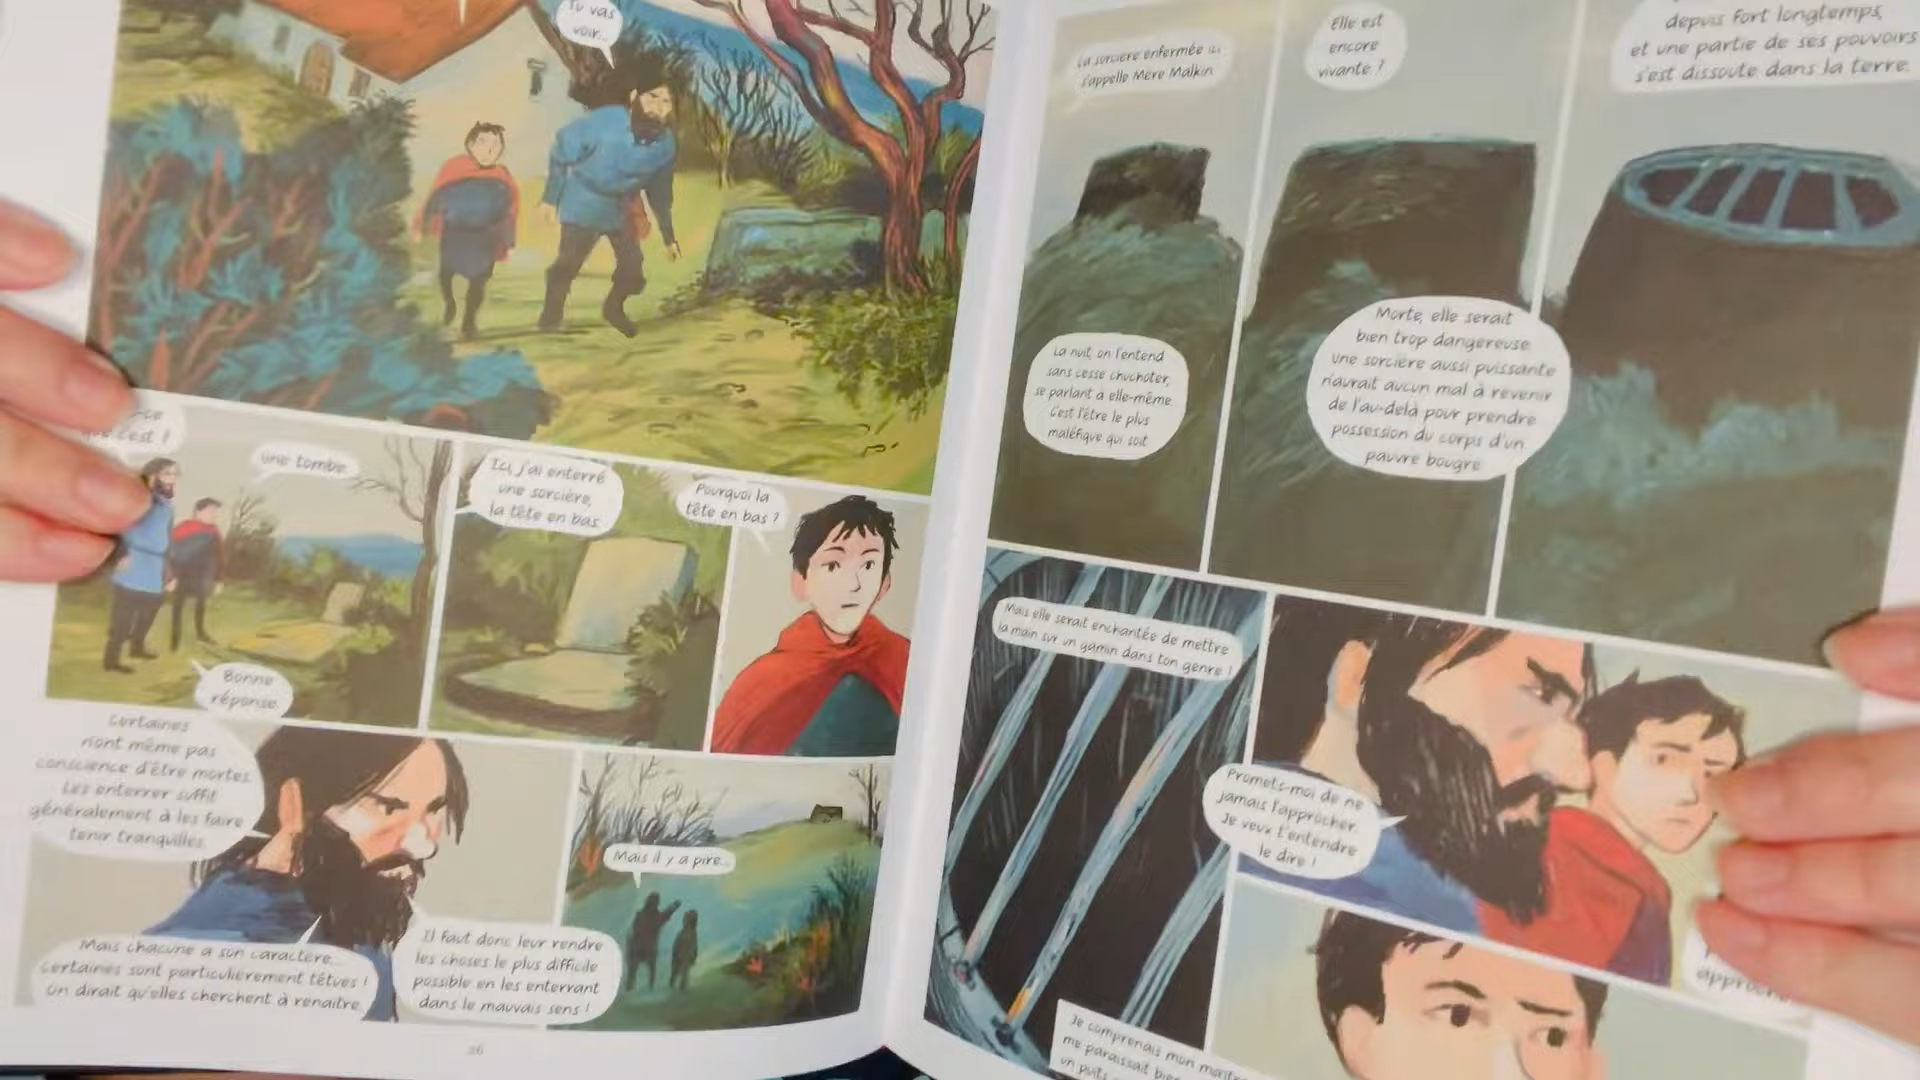 Tu vas
voir...
-ce
que c'est ?
une tombe.
Bonne
réponse.
Ici, j'ai enterré
une sorcière,
la tête en bas.
Pourquoi la
tête en bas ?
Certaines
n'ont même pas
conscience d'être mortes.
Les enterrer suffit
généralement à les faire
tenir tranquilles.
Mais chacune a son caractère...
Certaines sont particulièrement têtues !
On dirait qu'elles cherchent à renaître.
Il faut donc leur rendre
les choses le plus difficile
possible en les enterrant
dans le mauvais sens !
Mais il y a pire...
26
La sorcière enfermée ici
s'appelle Mère Malkin.
La nuit on l'entend
sans cesse chuchoter,
se parlant à elle-même.
C'est l'être le plus
maléfique qui soit.
Elle est
encore
vivante ?
Morte, elle serait
bien trop dangereuse.
Une sorcière aussi puissante
n'aurait aucun mal à revenir
de l'au-delà pour prendre
possession du corps d'un
pauvre bougre.
depuis fort longtemps,
et une partie de ses pouvoirs
s'est dissoute dans la terre.
Mais elle serait enchantée de mettre
la main sur un gamin dans ton genre !
Promets-moi de ne
jamais l'approcher.
Je veux t'entendre
le dire !
Je comprenais mon
me paraissait
un puits